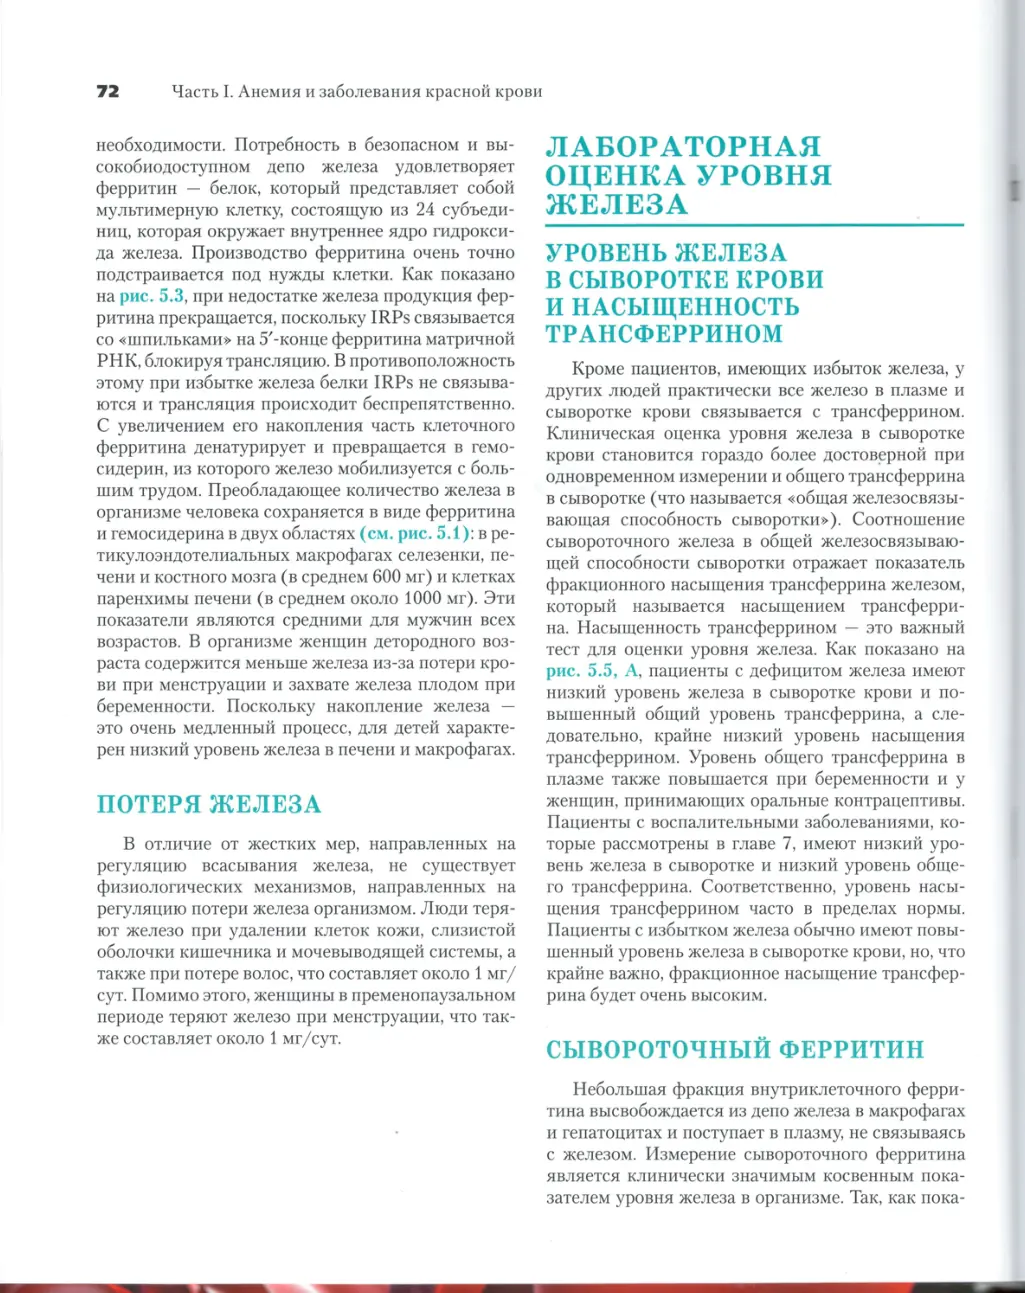 72 Часть I. Анемия и заболевания красной крови
необходимости. Потребность в безопасном и вы-
сокобиодоступном депо железа удовлетворяет
ферритин — белок, который представляет собой
мультимерную клетку, состоящую из 24 субъеди-
ниц, которая окружает внутреннее ядро гидрокси-
да железа. Производство ферритина очень точно
подстраивается под нужды клетки. Как показано
на рис. 5.3, при недостатке железа продукция фер-
ритина прекращается, поскольку IRPs связывается
со «шпильками» на 5′-конце ферритина матричной
РНК, блокируя трансляцию. В противоположность
этому при избытке железа белки IRPs не связыва-
ются и трансляция происходит беспрепятственно.
С увеличением его накопления часть клеточного
ферритина денатурирует и превращается в гемо-
сидерин, из которого железо мобилизуется с боль-
шим трудом. Преобладающее количество железа в
организме человека сохраняется в виде ферритина
и гемосидерина в двух областях (см. рис. 5.1): в ре-
тикулоэндотелиальных макрофагах селезенки, пе-
чени и костного мозга (в среднем 600 мг) и клетках
паренхимы печени (в среднем около 1000 мг). Эти
показатели являются средними для мужчин всех
возрастов. В организме женщин детородного воз-
раста содержится меньше железа из-за потери кро-
ви при менструации и захвате железа плодом при
беременности. Поскольку накопление железа —
это очень медленный процесс, для детей характе-
рен низкий уровень железа в печени и макрофагах.
ПОТЕРЯ ЖЕЛЕЗА
В отличие от жестких мер, направленных на
регуляцию всасывания железа, не существует
физиологических механизмов, направленных на
регуляцию потери железа организмом. Люди теря-
ют железо при удалении клеток кожи, слизистой
оболочки кишечника и мочевыводящей системы, а
также при потере волос, что составляет около 1 мг/
сут. Помимо этого, женщины в пременопаузальном
периоде теряют железо при менструации, что так-
же составляет около 1 мг/сут.
ЛАБОРАТОРНАЯ
ОЦЕНКА УРОВНЯ
ЖЕЛЕЗА
УРОВЕНЬ ЖЕЛЕЗА
В СЫВОРОТКЕ КРОВИ
И НАСЫЩЕННОСТЬ
ТРАНСФЕРРИНОМ
Кроме пациентов, имеющих избыток железа, у
других людей практически все железо в плазме и
сыворотке крови связывается с трансферрином.
Клиническая оценка уровня железа в сыворотке
крови становится гораздо более достоверной при
одновременном измерении и общего трансферрина
в сыворотке (что называется «общая железосвязы-
вающая способность сыворотки»). Соотношение
сывороточного железа в общей железосвязываю-
щей способности сыворотки отражает показатель
фракционного насыщения трансферрина железом,
который называется насыщением трансферри-
на. Насыщенность трансферрином — это важный
тест для оценки уровня железа. Как показано на
рис. 5.5, А, пациенты с дефицитом железа имеют
низкий уровень железа в сыворотке крови и по-
вышенный общий уровень трансферрина, а сле-
довательно, крайне низкий уровень насыщения
трансферрином. Уровень общего трансферрина в
плазме также повышается при беременности и у
женщин, принимающих оральные контрацептивы.
Пациенты с воспалительными заболеваниями, ко-
торые рассмотрены в главе 7, имеют низкий уро-
вень железа в сыворотке и низкий уровень обще-
го трансферрина. Соответственно, уровень насы-
щения трансферрином часто в пределах нормы.
Пациенты с избытком железа обычно имеют повы-
шенный уровень железа в сыворотке крови, но, что
крайне важно, фракционное насыщение трансфер-
рина будет очень высоким.
СЫВОРОТОЧНЫЙ ФЕРРИТИН
Небольшая фракция внутриклеточного ферри-
тина высвобождается из депо железа в макрофагах
и гепатоцитах и поступает в плазму, не связываясь
с железом. Измерение сывороточного ферритина
является клинически значимым косвенным пока-
зателем уровня железа в организме. Так, как пока-